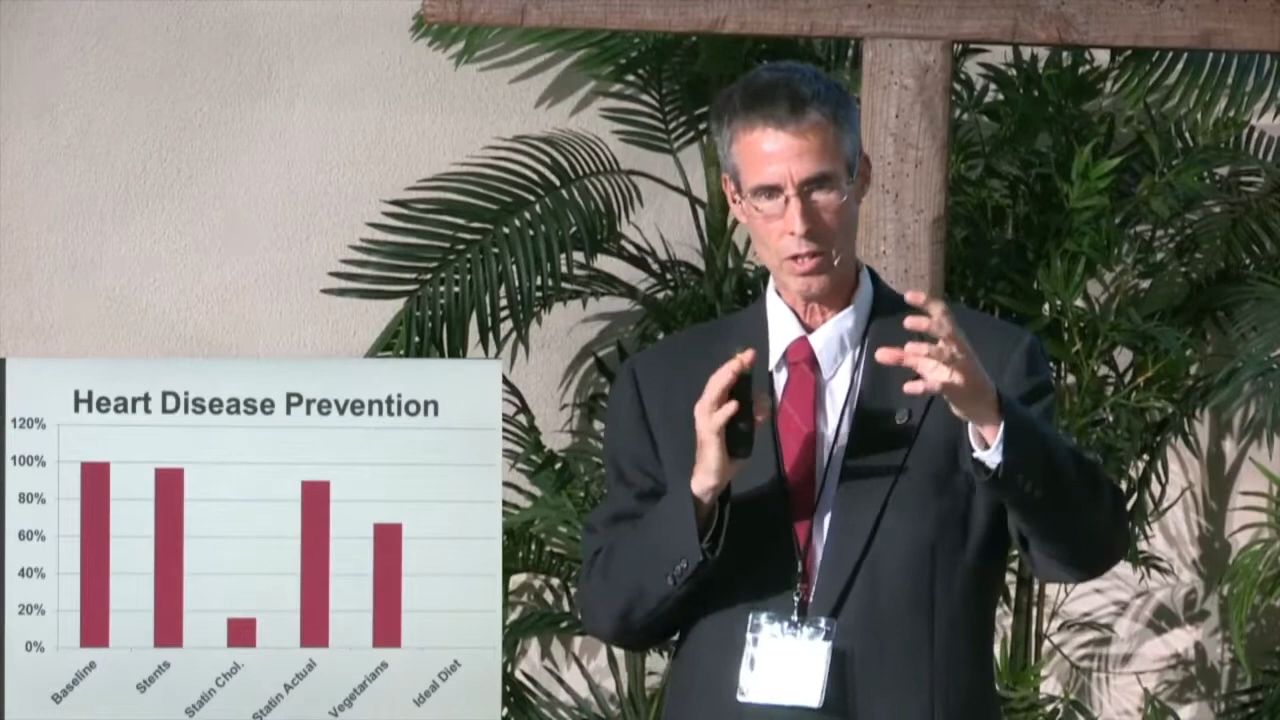 Heart Disease Prevention
120%
100%
80%
60%
40%
20%
0%
Baseline
Stents
Statin Chol.
Statin Actual
Vegetarians
Ideal Diet